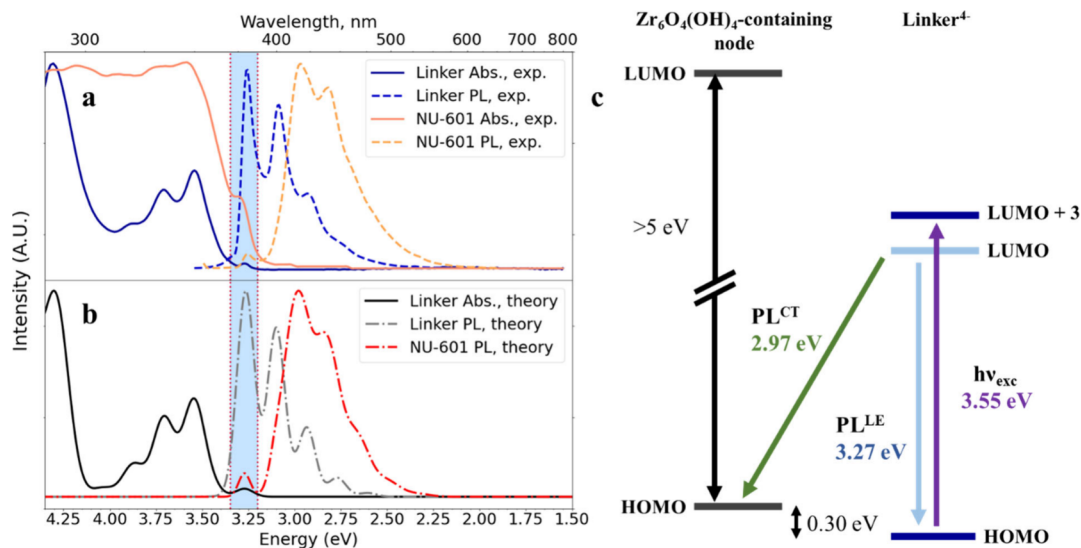 Wavelength, nm
300
400
500
600
700
800
a
Linker Abs., exp.
Linker PL, exp.
NU-601 Abs., exp.
NU-601 PL, exp.
b
Linker Abs., theory
Linker PL, theory
NU-601 PL, theory
Intensity (A.U.)
4.25 4.00 3.75 3.50 3.25 3.00 2.75 2.50 2.25 2.00 1.75 1.50
Energy (eV)
c
Zr₆O₄(OH)₄-containing
node
Linker⁴⁻
LUMO
>5 eV
LUMO + 3
LUMO
PLᶜᵀ
2.97 eV
hνₑₓc
3.55 eV
PLᴸᴱ
3.27 eV
HOMO
0.30 eV
HOMO